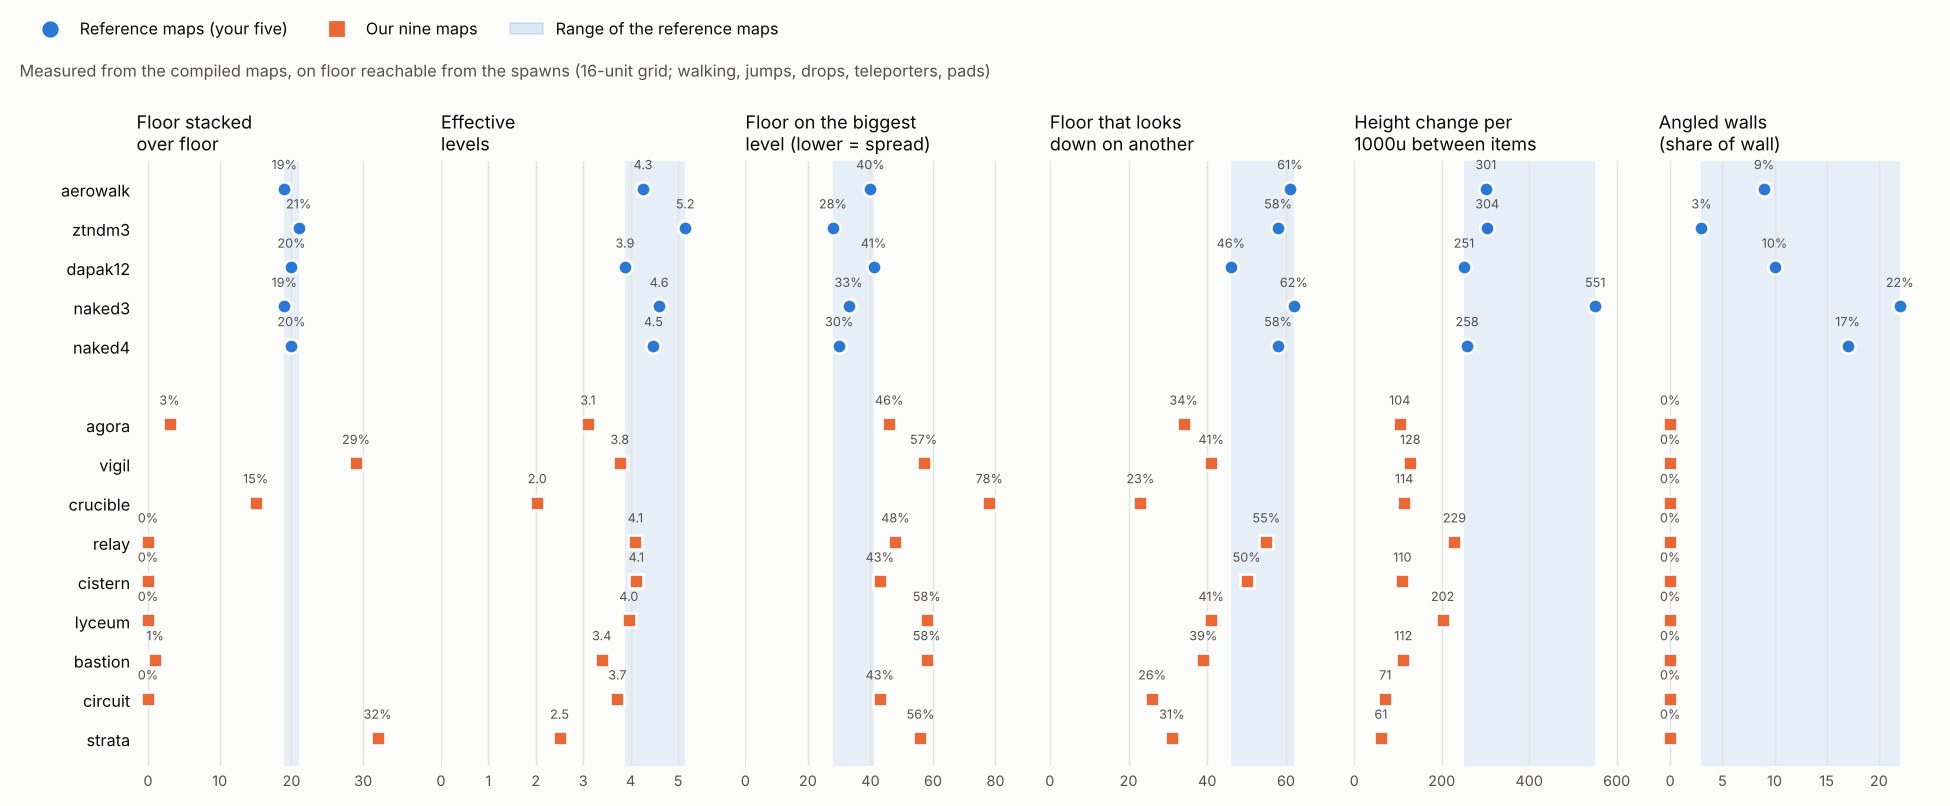 Reference maps (your five) Our nine maps Range of the reference maps
Measured from the compiled maps, on floor reachable from the spawns (16-unit grid; walking, jumps, drops, teleporters, pads)
Floor stacked Effective Floor on the biggest Floor that looks Height change per Angled walls
over floor levels level (lower = spread) down on another 1000u between items (share of wall)
19% 4.3 40% 61% 301 9%
aerowalk
21% 5.2 28% 58% 304 3%
ztndm3
20% 3.9 41% 46% 251 10%
dapak12
19% 4.6 33% 62% 551 22%
naked3
20% 4.5 30% 58% 258 17%
naked4
3% 3.1 46% 34% 104 0%
agora
29% 3.8 57% 41% 128 0%
vigil
15% 2.0 78% 23% 114 0%
crucible
0% 4.1 48% 55% 229 0%
relay
0% 4.1 43% 50% 110 0%
cistern
0% 4.0 58% 41% 202 0%
lyceum
1% 3.4 58% 39% 112 0%
bastion
0% 3.7 43% 26% 71 0%
circuit
32% 2.5 56% 31% 61 0%
strata
0 10 20 30 0 1 2 3 4 5 0 20 40 60 80 0 20 40 60 0 200 400 600 0 5 10 15 20